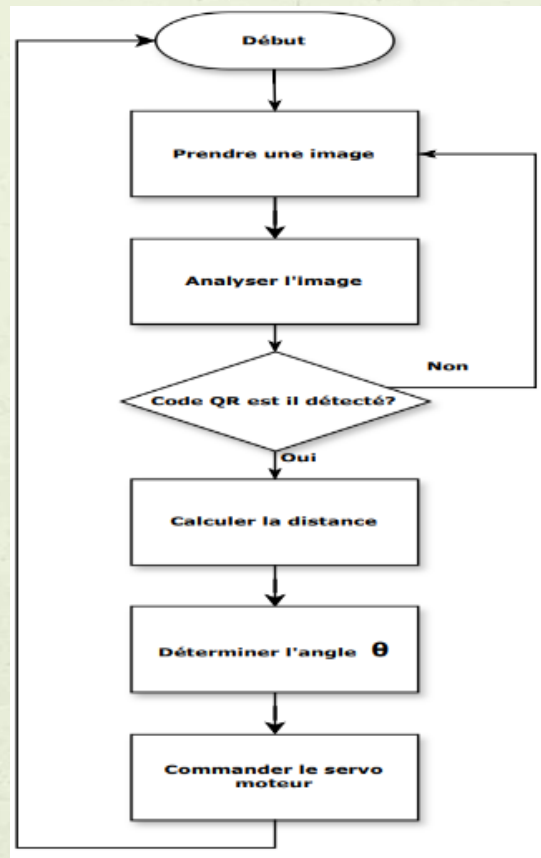 Début
Prendre une image
Analyser l'image
Non
Code QR est il détecté?
Oui
Calculer la distance
Déterminer l'angle θ
Commander le servo
moteur